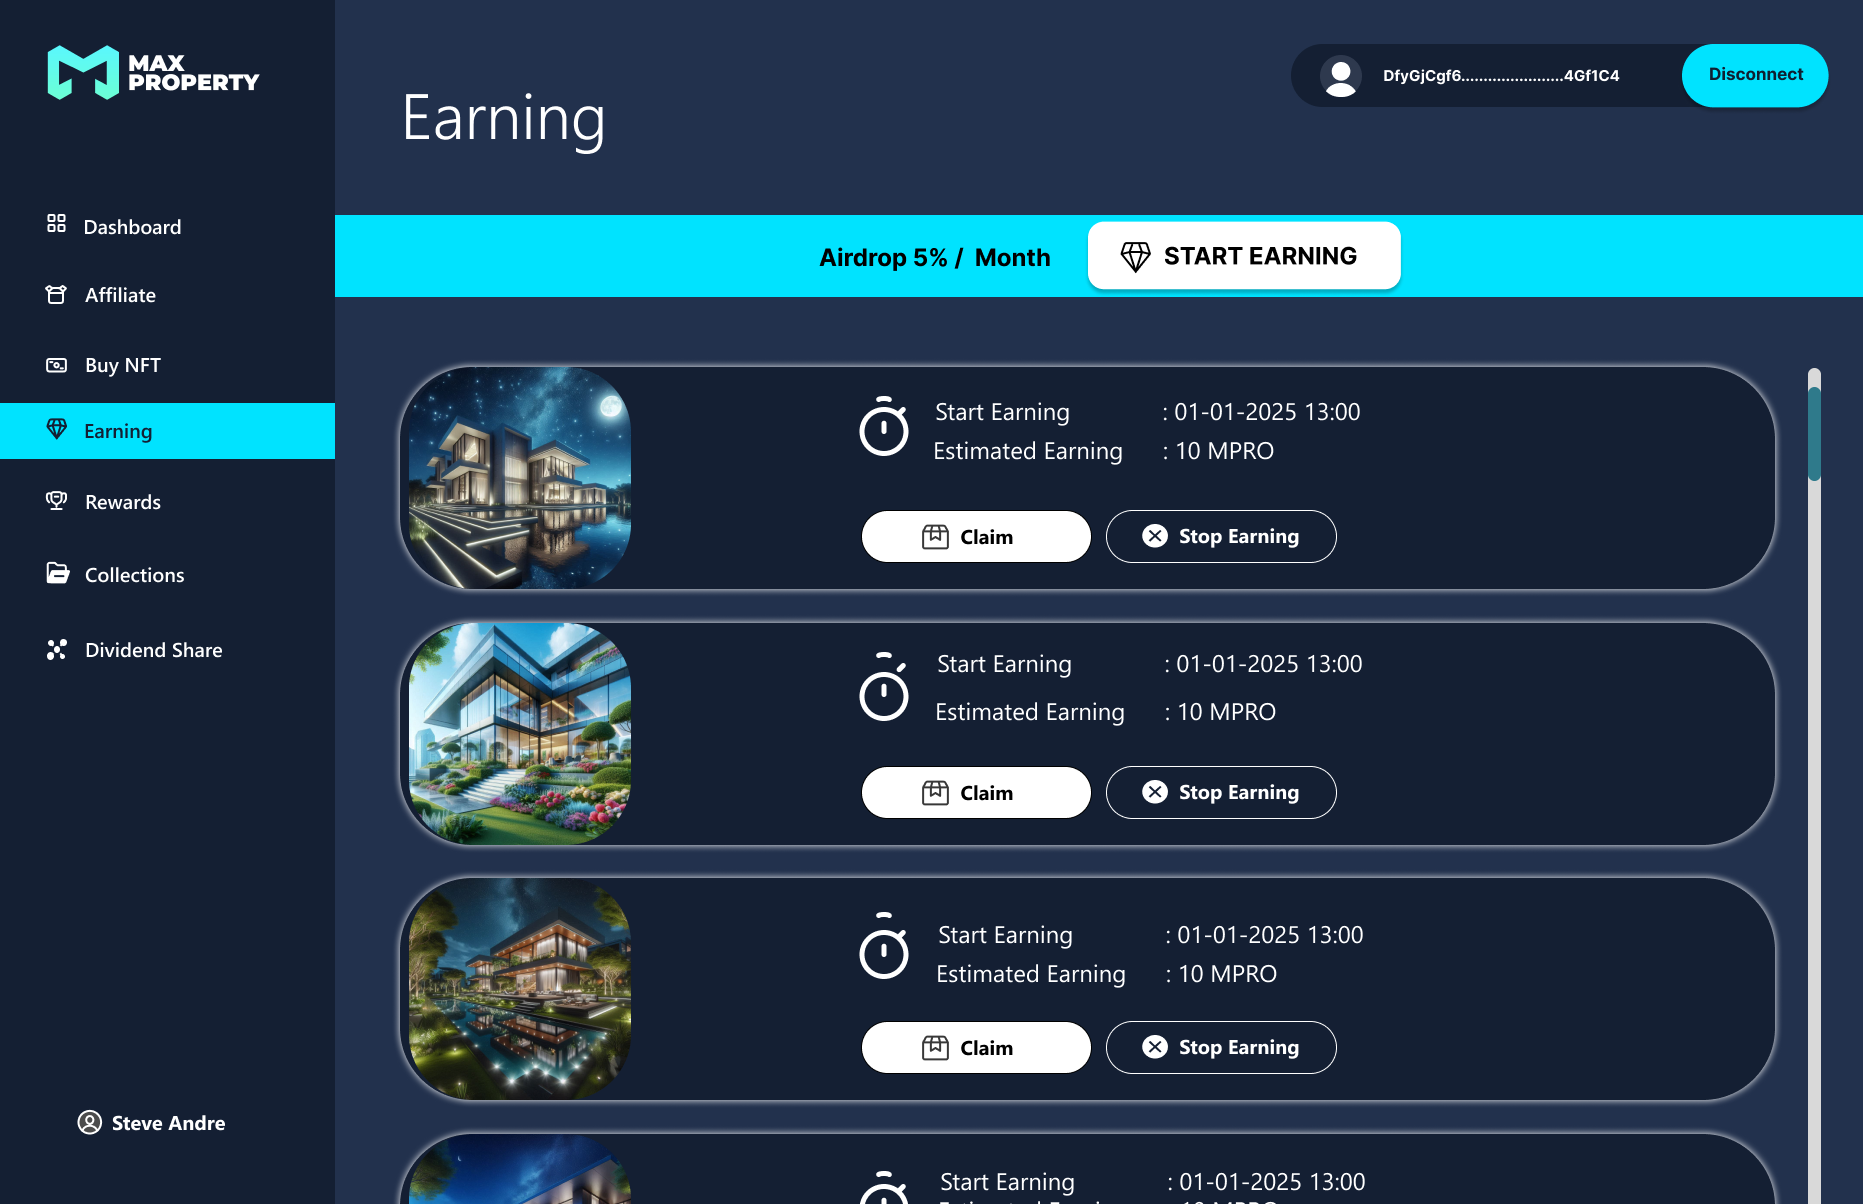 MAX
PROPERTY
DfyGjCgf6.......................4Gf1C4
Disconnect
Earning
Dashboard
Affiliate
Buy NFT
Earning
Rewards
Collections
Dividend Share
Steve Andre
Airdrop 5% / Month
START EARNING
Start Earning : 01-01-2025 13:00
Estimated Earning : 10 MPRO
Claim
Stop Earning
Start Earning : 01-01-2025 13:00
Estimated Earning : 10 MPRO
Claim
Stop Earning
Start Earning : 01-01-2025 13:00
Estimated Earning : 10 MPRO
Claim
Stop Earning
Start Earning : 01-01-2025 13:00